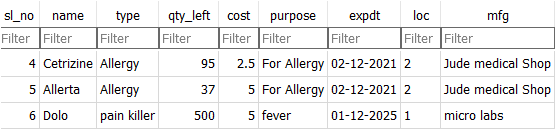 sl_no name type qty_left cost purpose expdt loc mfg
Filter Filter Filter Filter Filter Filter Filter Filter Filter
4 Cetrizine Allergy 95 2.5 For Allergy 02-12-2021 2 Jude medical Shop
5 Allerta Allergy 37 5 For Allergy 02-12-2021 2 Jude medical Shop
6 Dolo pain killer 500 5 fever 01-12-2025 1 micro labs